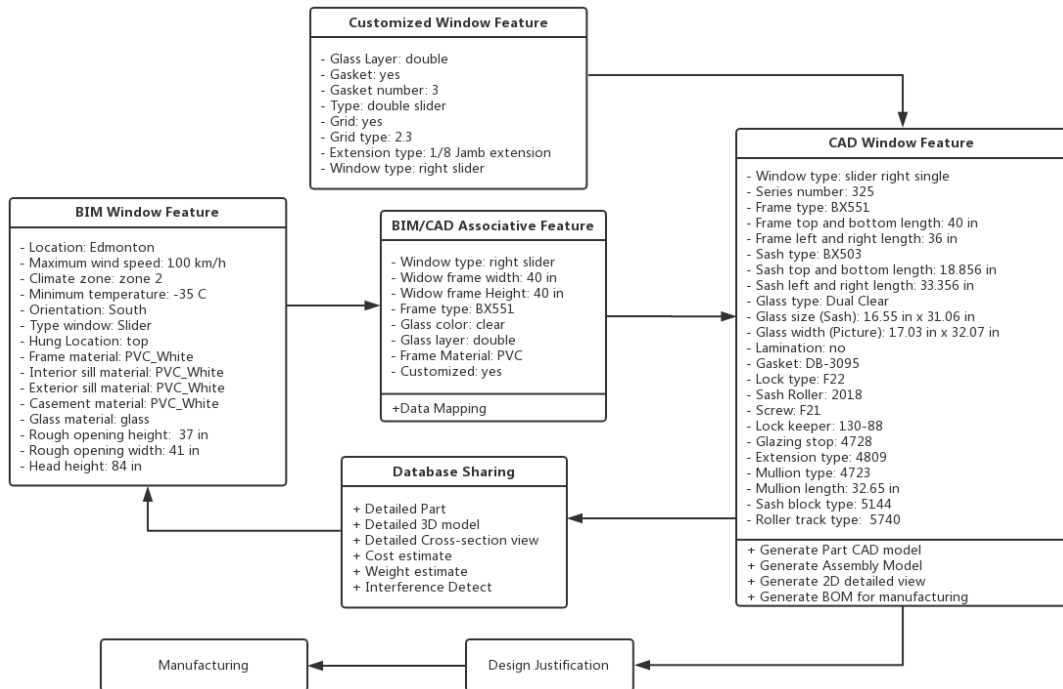 Customized Window Feature
- Glass Layer: double
- Gasket: yes
- Gasket number: 3
- Type: double slider
- Grid: yes
- Grid type: 2.3
- Extension type: 1/8 Jamb extension
- Window type: right slider
BIM Window Feature
- Location: Edmonton
- Maximum wind speed: 100 km/h
- Climate zone: zone 2
- Minimum temperature: -35 C
- Orientation: South
- Type window: Slider
- Hung Location: top
- Frame material: PVC_White
- Interior sill material: PVC_White
- Exterior sill material: PVC_White
- Casement material: PVC_White
- Glass material: glass
- Rough opening height:  37 in
- Rough opening width: 41 in
- Head height: 84 in
BIM/CAD Associative Feature
- Window type: right slider
- Widow frame width: 40 in
- Widow frame Height: 40 in
- Frame type: BX551
- Glass color: clear
- Glass layer: double
- Frame Material: PVC
- Customized: yes
+Data Mapping
CAD Window Feature
- Window type: slider right single
- Series number: 325
- Frame type: BX551
- Frame top and bottom length: 40 in
- Frame left and right length: 36 in
- Sash type: BX503
- Sash top and bottom length: 18.856 in
- Sash left and right length: 33.356 in
- Glass type: Dual Clear
- Glass size (Sash): 16.55 in x 31.06 in
- Glass width (Picture): 17.03 in x 32.07 in
- Lamination: no
- Gasket: DB-3095
- Lock type: F22
- Sash Roller: 2018
- Screw: F21
- Lock keeper: 130-88
- Glazing stop: 4728
- Extension type: 4809
- Mullion type: 4723
- Mullion length: 32.65 in
- Sash block type: 5144
- Roller track type:  5740
+ Generate Part CAD model
+ Generate Assembly Model
+ Generate 2D detailed view
+ Generate BOM for manufacturing
Database Sharing
+ Detailed Part
+ Detailed 3D model
+ Detailed Cross-section view
+ Cost estimate
+ Weight estimate
+ Interference Detect
Manufacturing
Design Justification